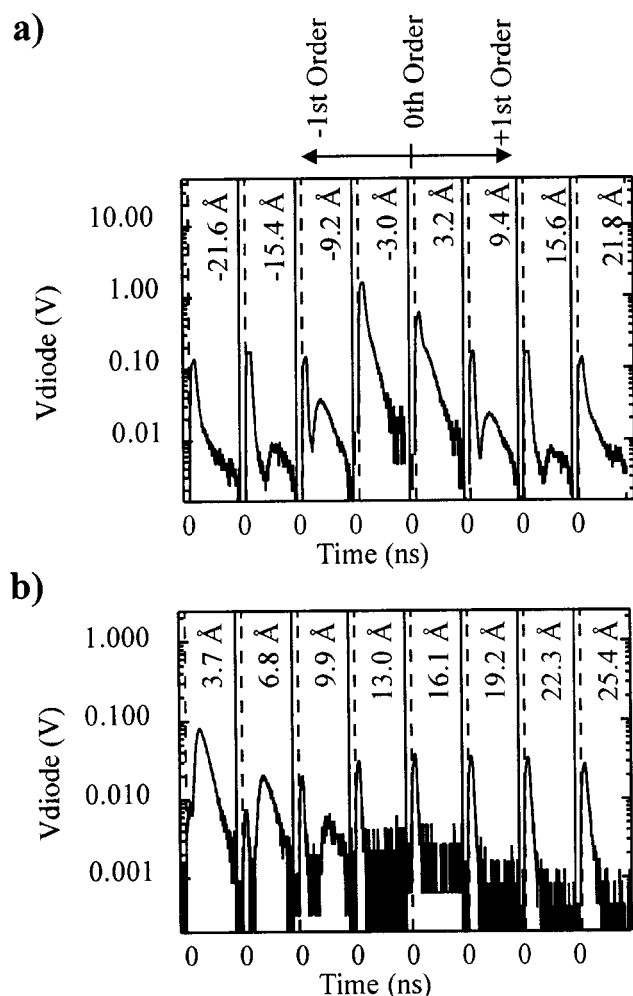 a)
-1st Order
0th Order
+1st Order
Vdiode (V)
10.00
1.00
0.10
0.01
-21.6 Å
-15.4 Å
-9.2 Å
-3.0 Å
3.2 Å
9.4 Å
15.6 Å
21.8 Å
0 0 0 0 0 0 0 0
Time (ns)
b)
Vdiode (V)
1.000
0.100
0.010
0.001
3.7 Å
6.8 Å
9.9 Å
13.0 Å
16.1 Å
19.2 Å
22.3 Å
25.4 Å
0 0 0 0 0 0 0 0
Time (ns)